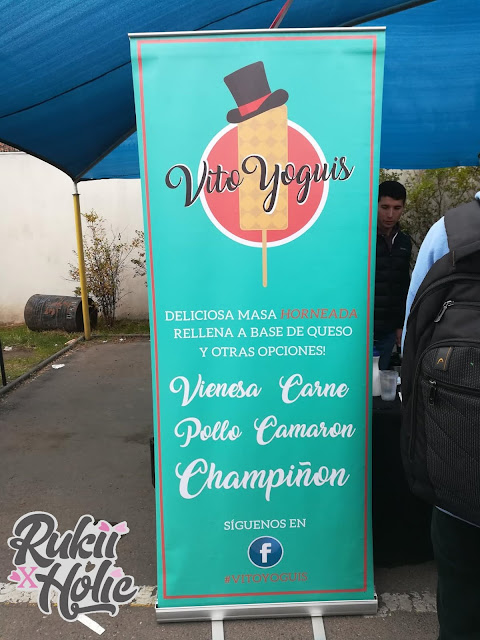 Vito Yoguis
DELICIOSA MASA HORNEADA
RELLENA A BASE DE QUESO
Y OTRAS OPCIONES!
Vienesa Carne
Pollo Camaron
Champiñon
SÍGUENOS EN
f
#VITOYOGUIS
Rukii
X Holic